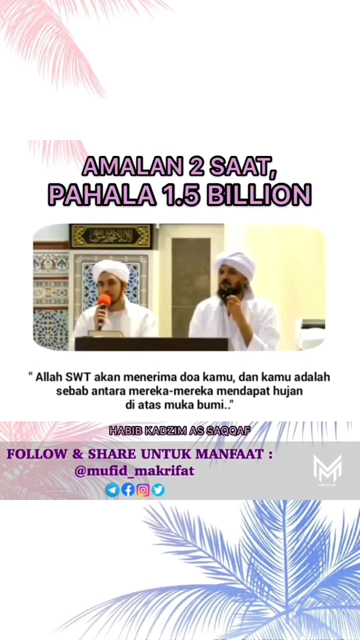 AMALAN 2 SAAT,
PAHALA 1.5 BILLION
" Allah SWT akan menerima doa kamu, dan kamu adalah
sebab antara mereka-mereka mendapat hujan
di atas muka bumi.."
HABIB KADZIM AS SAQQAF
FOLLOW & SHARE UNTUK MANFAAT :
@mufid_makrifat